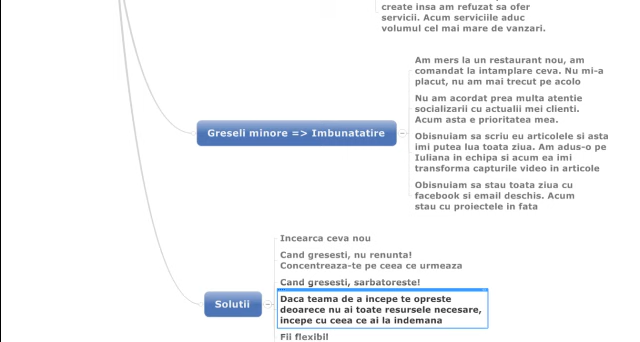 create insa am refuzat sa ofer
servicii. Acum serviciile aduc
volumul cel mai mare de vanzari.
Greseli minore => Imbunatatire
Am mers la un restaurant nou, am
comandat la intamplare ceva. Nu mi-a
placut, nu am mai trecut pe acolo
Nu am acordat prea multa atentie
socializarii cu actualii mei clienti.
Acum asta e prioritatea mea.
Obisnuiam sa scriu eu articolele si asta
imi putea lua toata ziua. Am adus-o pe
Iuliana in echipa si acum ea imi
transforma capturile video in articole
Obisnuiam sa stau toata ziua cu
facebook si email deschis. Acum
stau cu proiectele in fata
Solutii
Incearca ceva nou
Cand gresesti, nu renunta!
Concentreaza-te pe ceea ce urmeaza
Cand gresesti, sarbatoreste!
Daca teama de a incepe te opreste
deoarece nu ai toate resursele necesare,
incepe cu ceea ce ai la indemana
Fii flexibil